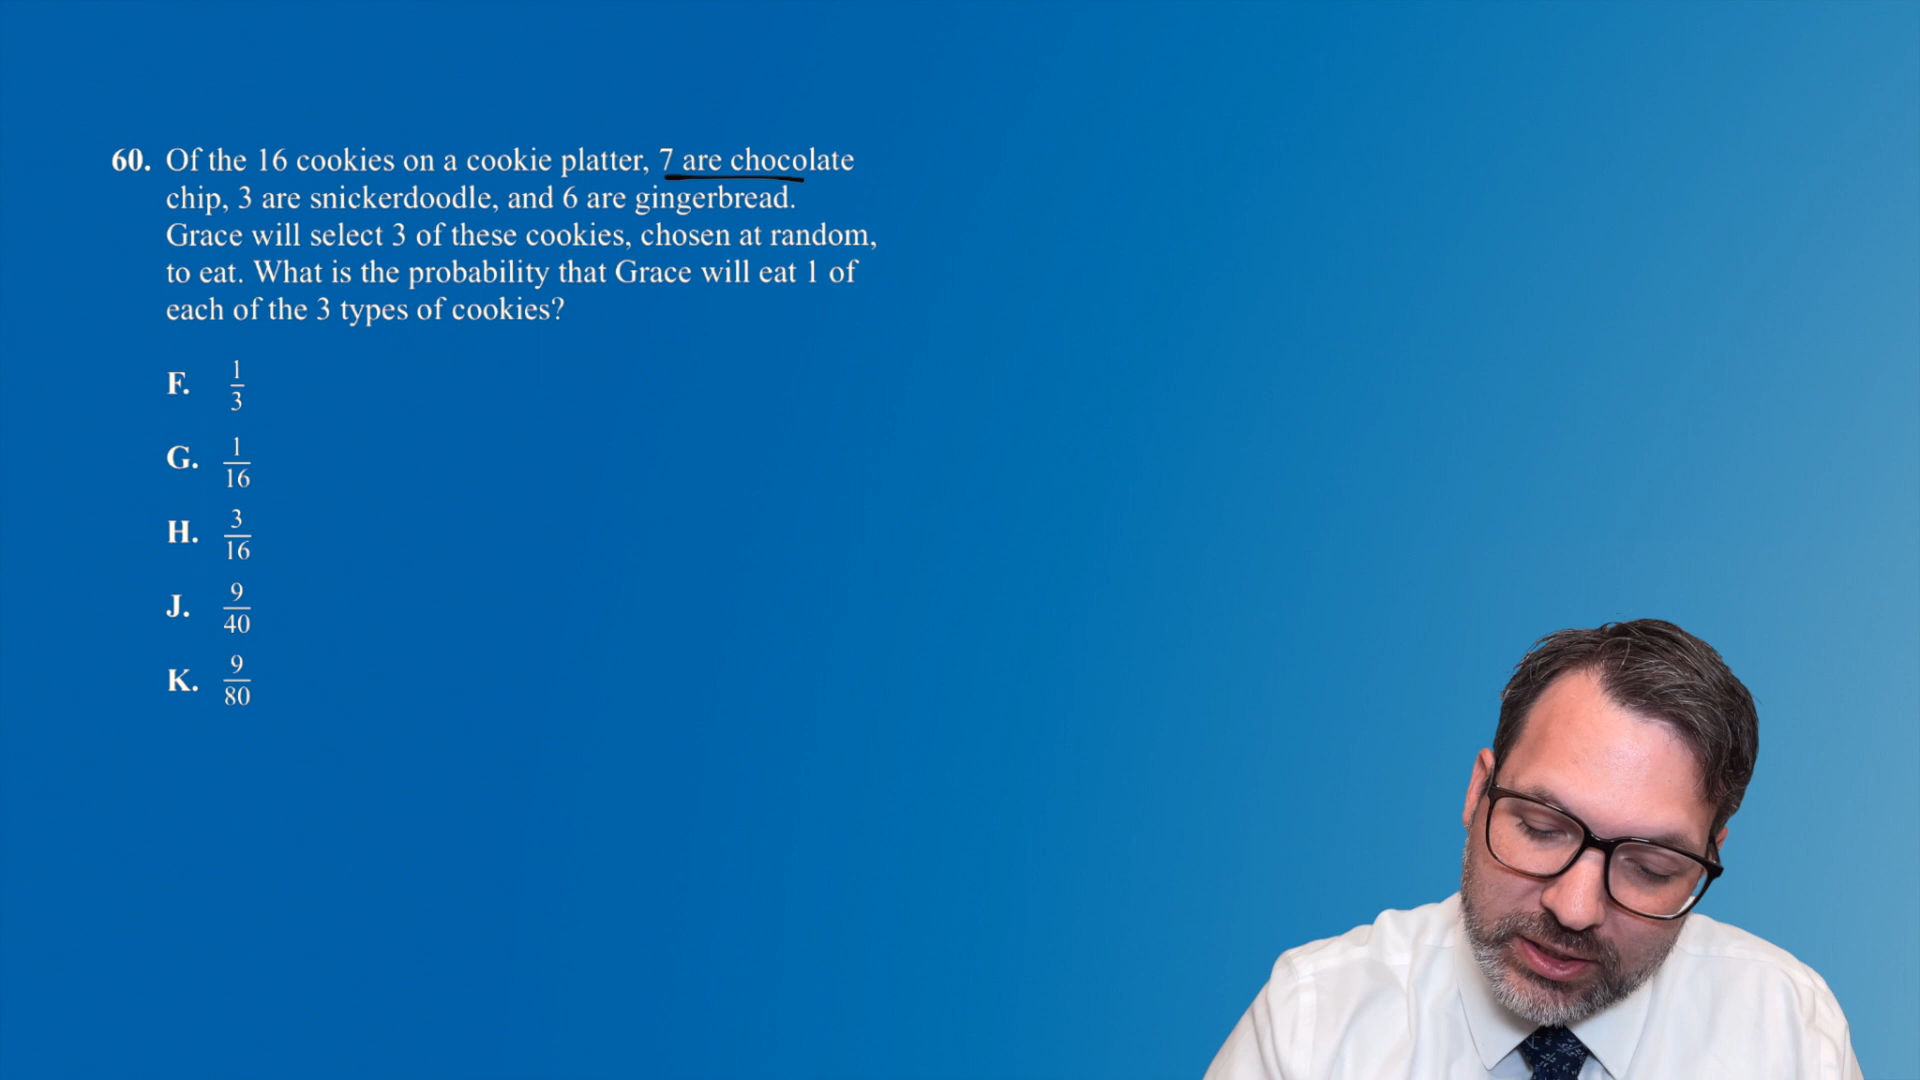 60. Of the 16 cookies on a cookie platter, 7 are chocolate
chip, 3 are snickerdoodle, and 6 are gingerbread.
Grace will select 3 of these cookies, chosen at random,
to eat. What is the probability that Grace will eat 1 of
each of the 3 types of cookies?
F. 1/3
G. 1/16
H. 3/16
J. 9/40
K. 9/80